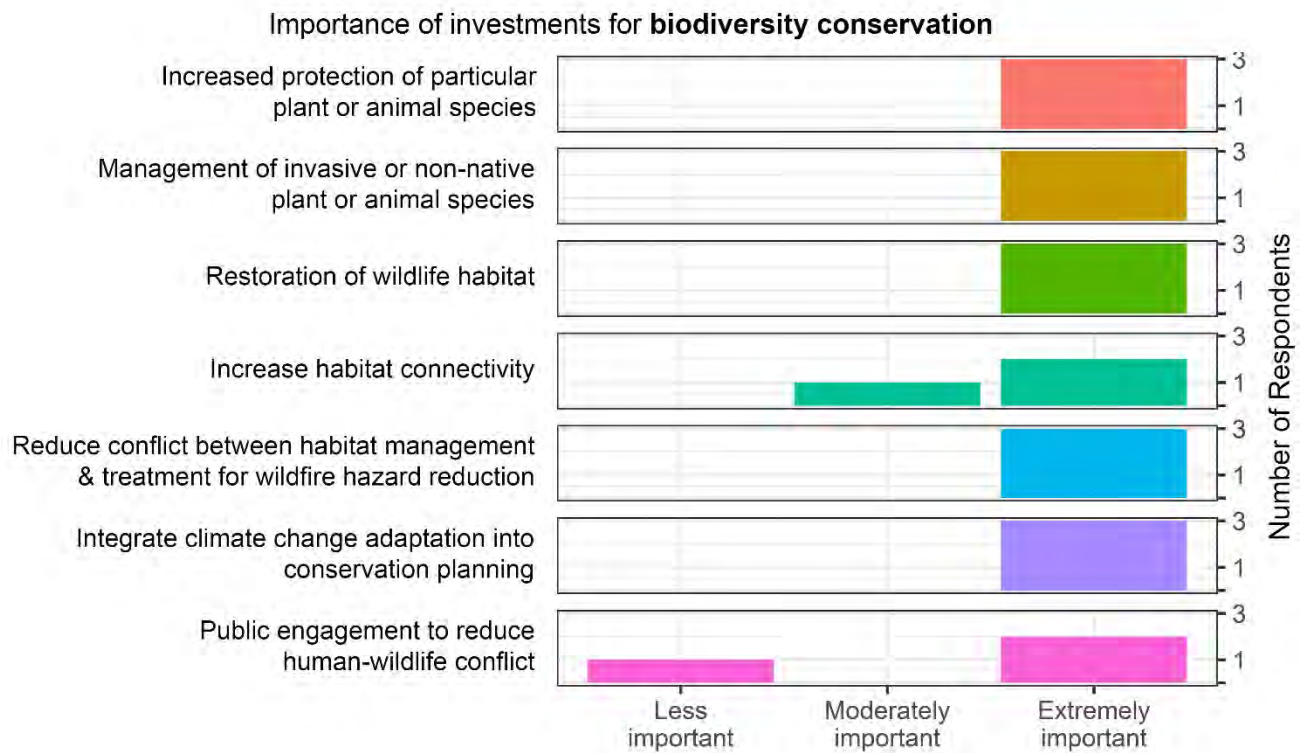 Importance of investments for biodiversity conservation
Increased protection of particular
plant or animal species
3
1
Management of invasive or non-native
plant or animal species
3
1
Restoration of wildlife habitat
3
1
Increase habitat connectivity
3
1
Reduce conflict between habitat management
& treatment for wildfire hazard reduction
3
1
Integrate climate change adaptation into
conservation planning
3
1
Public engagement to reduce
human-wildlife conflict
3
1
Number of Respondents
Less
important
Moderately
important
Extremely
important